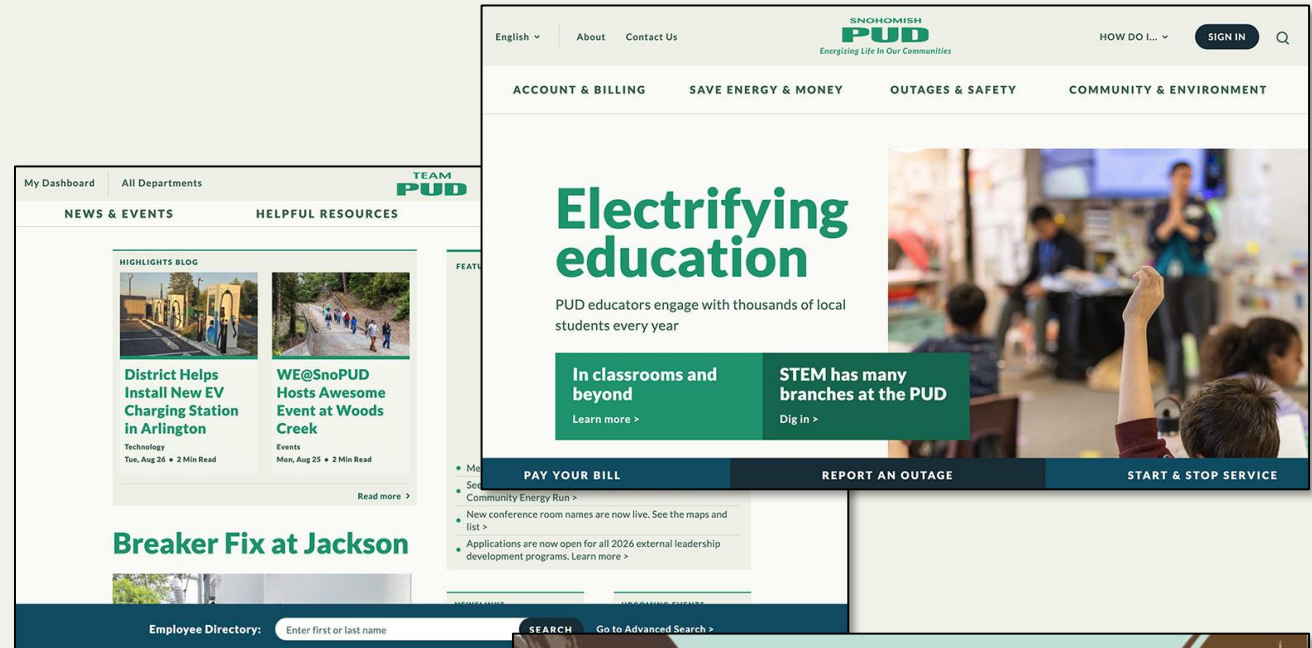 English
About
Contact Us
SNOHOMISH
PUD
Energizing Life In Our Communities
HOW DO I...
SIGN IN
ACCOUNT & BILLING
SAVE ENERGY & MONEY
OUTAGES & SAFETY
COMMUNITY & ENVIRONMENT
Electrifying
education
PUD educators engage with thousands of local
students every year
In classrooms and
beyond
Learn more >
STEM has many
branches at the PUD
Dig in >
PAY YOUR BILL
REPORT AN OUTAGE
START & STOP SERVICE
My Dashboard
All Departments
TEAM
PUD
NEWS & EVENTS
HELPFUL RESOURCES
HIGHLIGHTS BLOG
District Helps
Install New EV
Charging Station
in Arlington
Technology
Tue, Aug 26 • 2 Min Read
WE@SnoPUD
Hosts Awesome
Event at Woods
Creek
Events
Mon, Aug 25 • 2 Min Read
Read more >
Breaker Fix at Jackson
Community Energy Run >
New conference room names are now live. See the maps and
list >
Applications are now open for all 2026 external leadership
development programs. Learn more >
Employee Directory:
Enter first or last name
SEARCH
Go to Advanced Search >